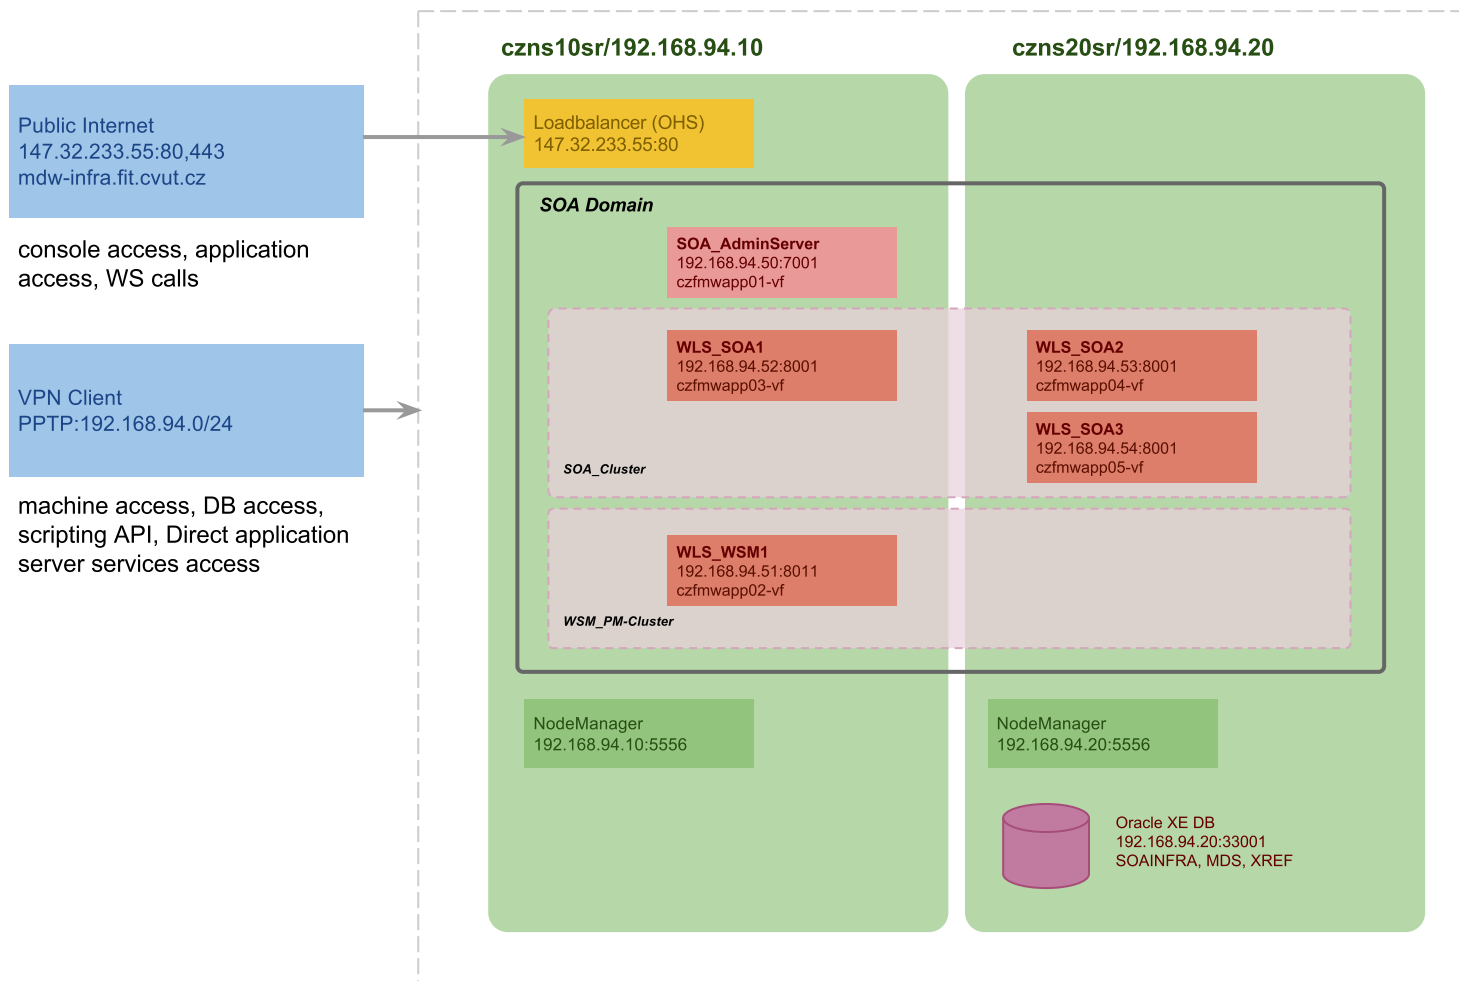 czns10sr/192.168.94.10
czns20sr/192.168.94.20
Public Internet
147.32.233.55:80,443
mdw-infra.fit.cvut.cz
console access, application
access, WS calls
VPN Client
PPTP:192.168.94.0/24
machine access, DB access,
scripting API, Direct application
server services access
Loadbalancer (OHS)
147.32.233.55:80
SOA Domain
SOA_AdminServer
192.168.94.50:7001
czfmwapp01-vf
WLS_SOA1
192.168.94.52:8001
czfmwapp03-vf
WLS_SOA2
192.168.94.53:8001
czfmwapp04-vf
WLS_SOA3
192.168.94.54:8001
czfmwapp05-vf
SOA_Cluster
WLS_WSM1
192.168.94.51:8011
czfmwapp02-vf
WSM_PM-Cluster
NodeManager
192.168.94.10:5556
NodeManager
192.168.94.20:5556
Oracle XE DB
192.168.94.20:33001
SOAINFRA, MDS, XREF